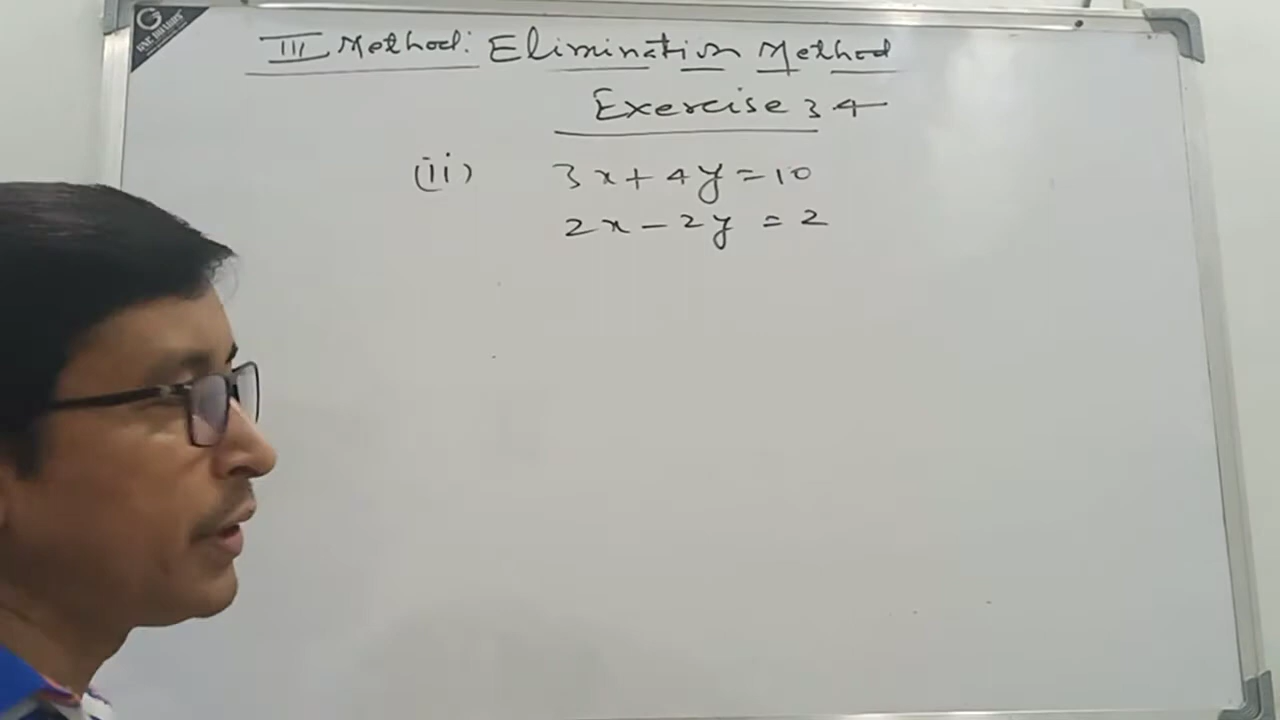 III Method: Elimination Method
Exercise 3.4
(ii) 3x + 4y = 10
2x - 2y = 2